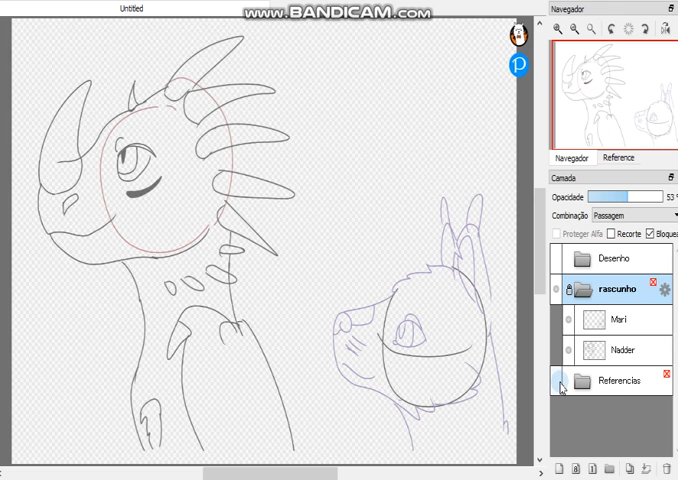 Untitled
www.BANDICAM.com
Navegador
p
Navegador
Reference
Camada
Opacidade 53
Combinação Passagem
Proteger Alfa Recorte Bloquea
Desenho
rascunho
Mari
Nadder
Referencias